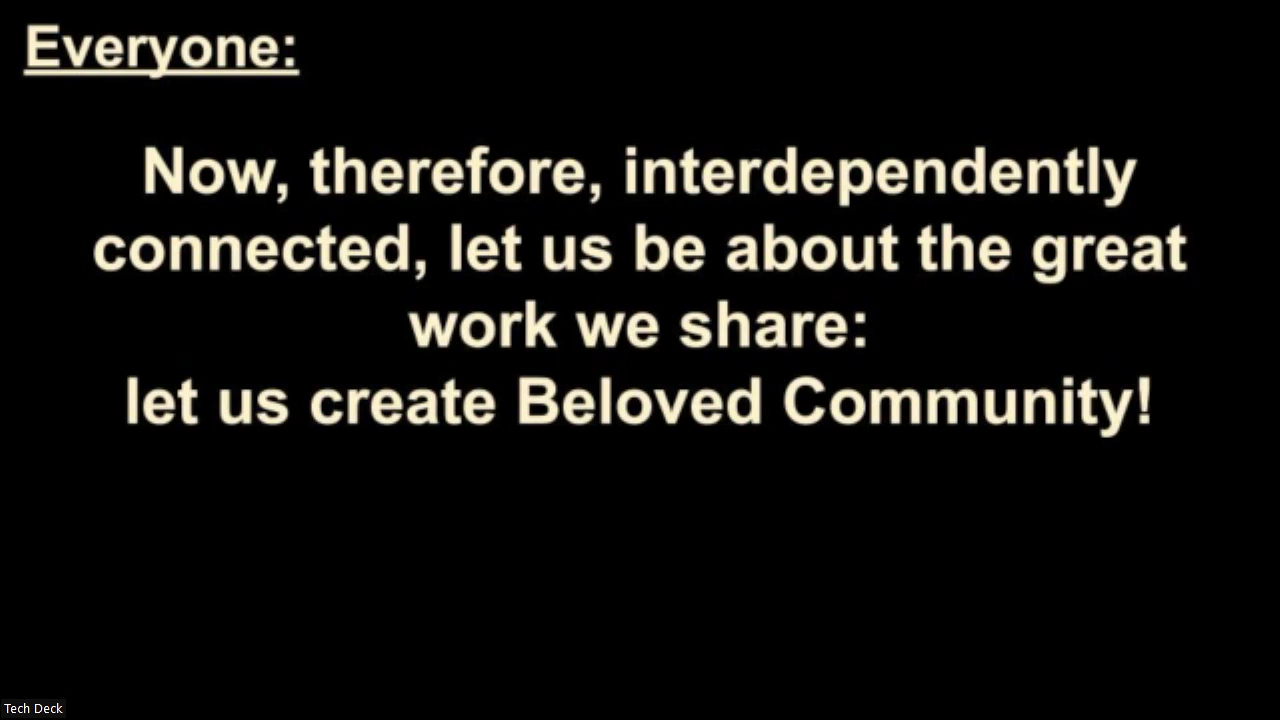 Everyone:
Now, therefore, interdependently
connected, let us be about the great
work we share:
let us create Beloved Community!
Tech Deck